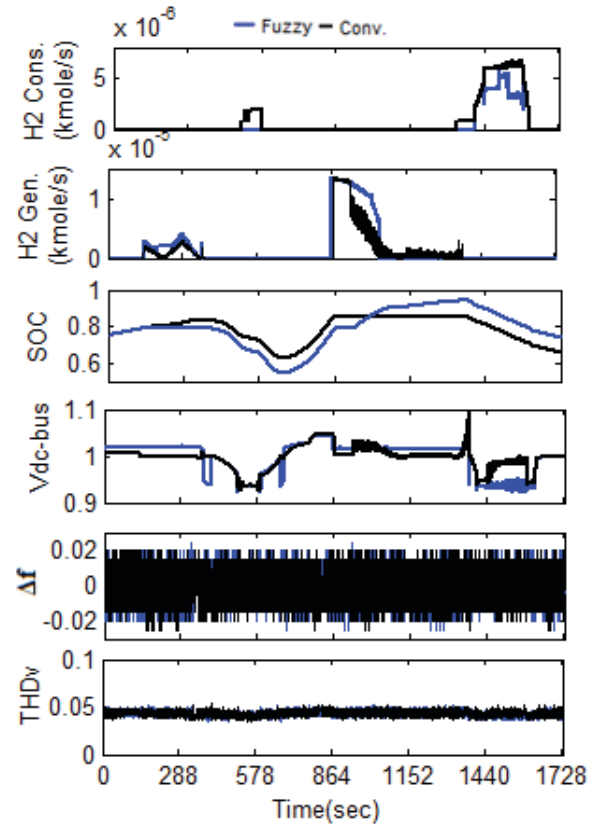 Fuzzy Conv.
x 10^-6
H2 Cons.
(kmole/s)
5
0
x 10^-5
H2 Gen.
(kmole/s)
1
0
SOC
1
0.8
0.6
Vdc-bus
1.1
1
0.9
Δf
0.02
0
-0.02
THDv
0.1
0.05
0
0 288 578 864 1152 1440 1728
Time(sec)